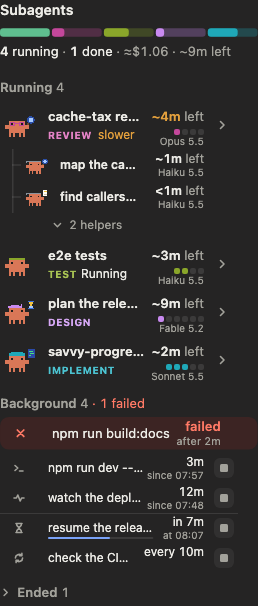 Subagents
4 running · 1 done · ≈$1.06 · ~9m left
Running 4
cache-tax re... ~4m left
REVIEW slower Opus 5.5
map the ca... ~1m left
Haiku 5.5
find callers... <1m left
Haiku 5.5
2 helpers
e2e tests ~3m left
TEST Running Haiku 5.5
plan the rele... ~9m left
DESIGN Fable 5.2
savvy-progre... ~2m left
IMPLEMENT Sonnet 5.5
Background 4 · 1 failed
npm run build:docs failed
after 2m
npm run dev --... 3m
since 07:57
watch the depl... 12m
since 07:48
resume the relea... in 7m
at 08:07
check the CI... every 10m
Ended 1